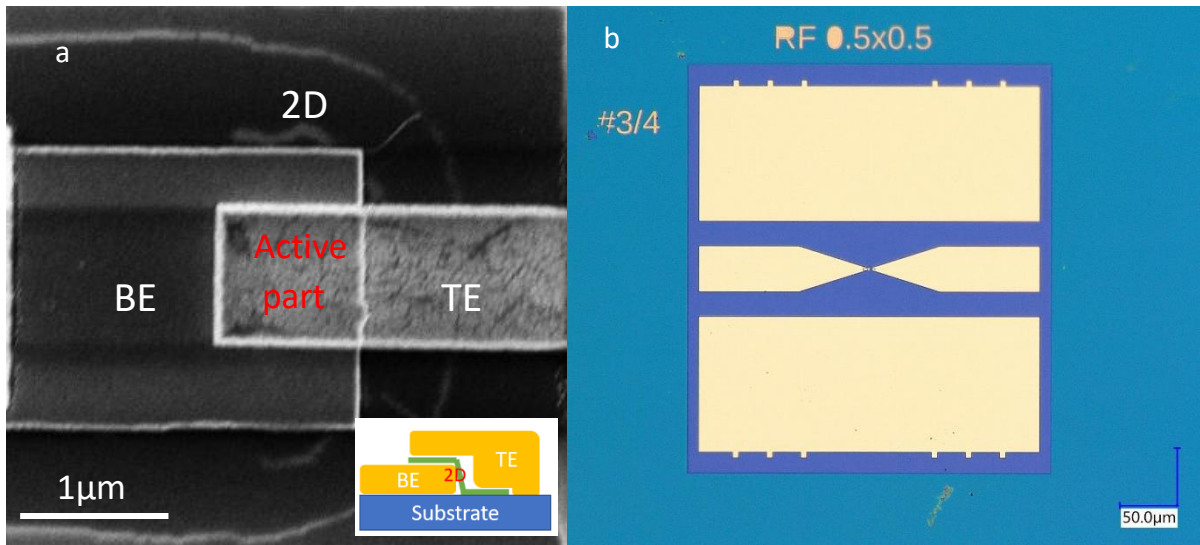 a
2D
Active
part
BE
TE
1μm
TE
BE
2D
Substrate
b
RF 0.5x0.5
#3/4
50.0μm